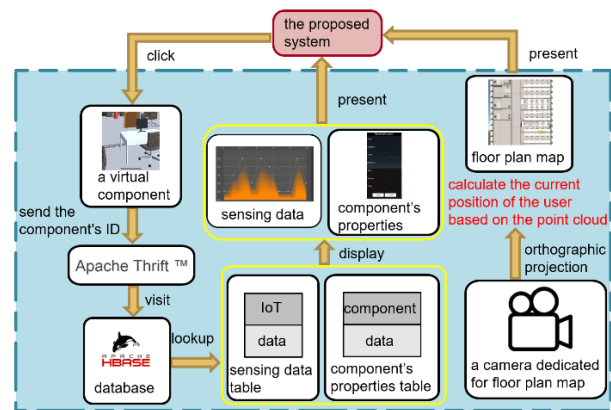 the proposed
system
click
present
present
a virtual
component
sensing data
component's
properties
floor plan map
calculate the current
position of the user
based on the point cloud
send the
component's ID
Apache Thrift ™
display
orthographic
projection
visit
lookup
APACHE
HBASE
database
IoT
data
sensing data
table
component
data
component's
properties table
a camera dedicated
for floor plan map